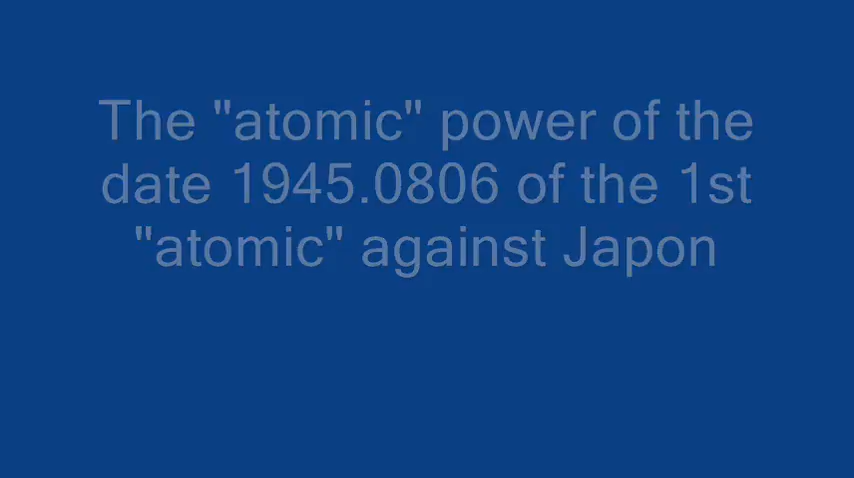 The "atomic" power of the
date 1945.0806 of the 1st
"atomic" against Japon